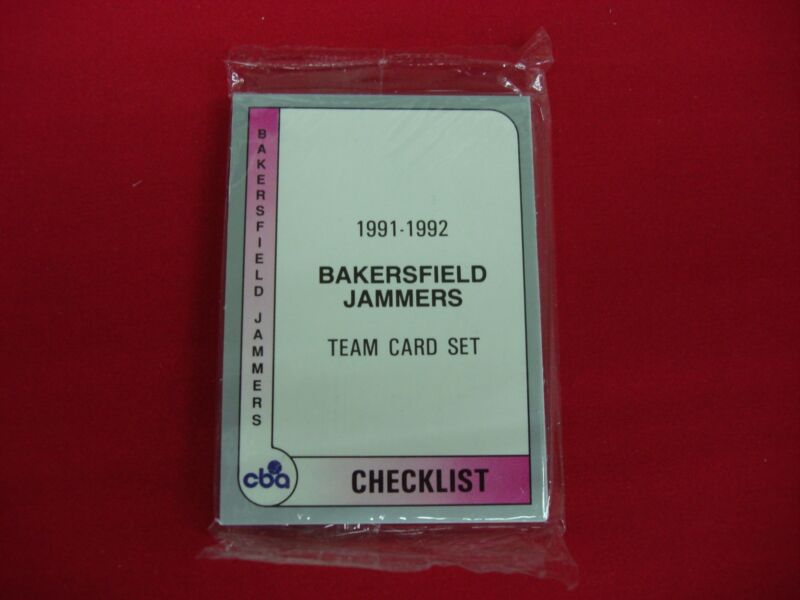 BAKERSFIELD JAMMERS
1991-1992
BAKERSFIELD
JAMMERS
TEAM CARD SET
cba
CHECKLIST